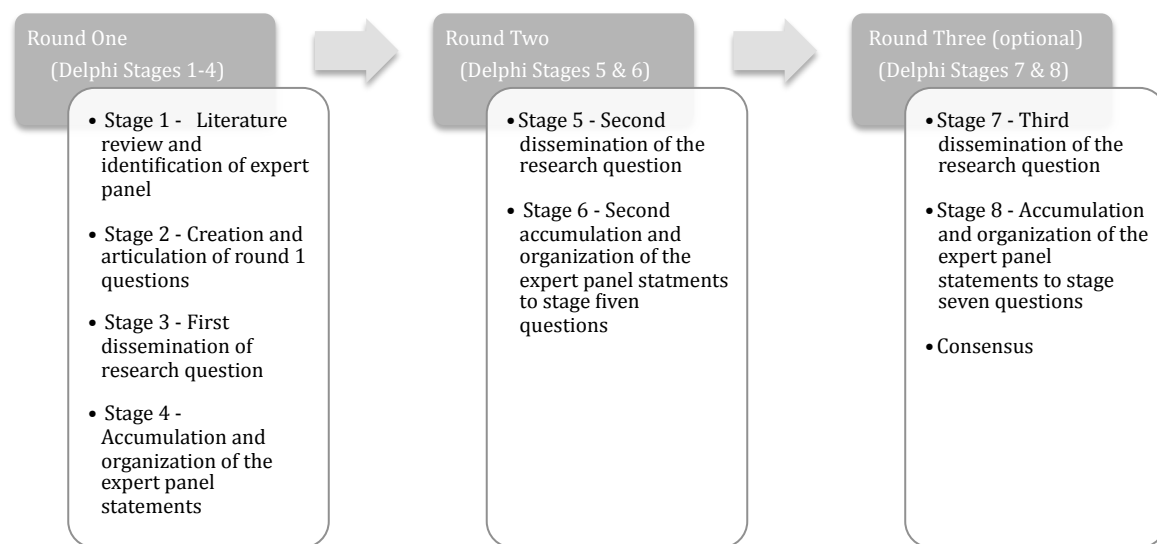 Round One
(Delphi Stages 1-4)
• Stage 1 - Literature
review and
identification of expert
panel
• Stage 2 - Creation and
articulation of round 1
questions
• Stage 3 - First
dissemination of
research question
• Stage 4 -
Accumulation and
organization of the
expert panel
statements
Round Two
(Delphi Stages 5 & 6)
• Stage 5 - Second
dissemination of the
research question
• Stage 6 - Second
accumulation and
organization of the
expert panel statments
to stage fiven
questions
Round Three (optional)
(Delphi Stages 7 & 8)
• Stage 7 - Third
dissemination of the
research question
• Stage 8 - Accumulation
and organization of the
expert panel
statements to stage
seven questions
• Consensus